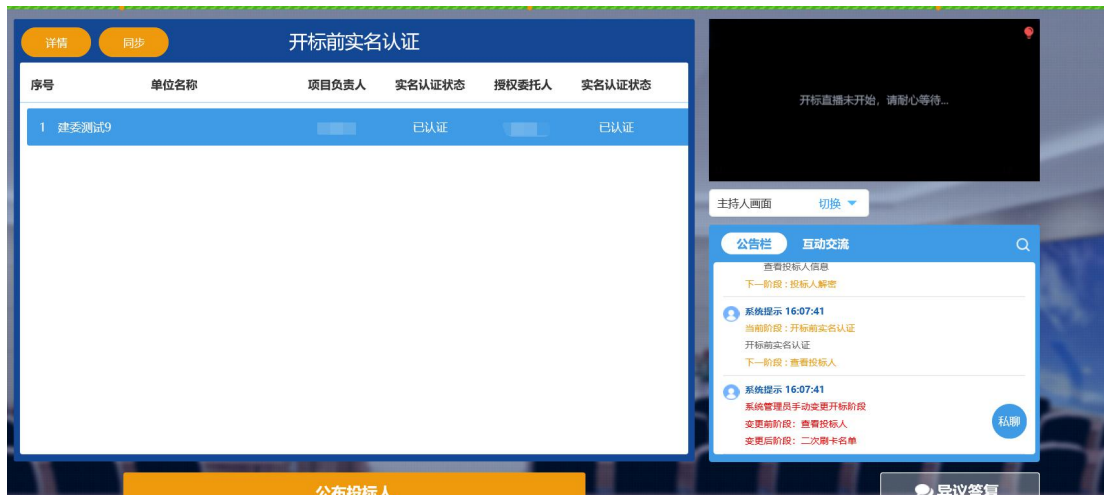 详情 同步 开标前实名认证
序号 单位名称 项目负责人 实名认证状态 授权委托人 实名认证状态
1 建委测试9 已认证 已认证
公布投标人
开标直播未开始，请耐心等待...
主持人画面 切换
公告栏 互动交流
查看投标人信息
下一阶段：投标人解密
系统提示 16:07:41
当前阶段：开标前实名认证
开标前实名认证
下一阶段：查看投标人
系统提示 16:07:41
系统管理员手动变更开标阶段
变更前阶段：查看投标人
变更后阶段：二次刷卡名单
私聊
异议答复